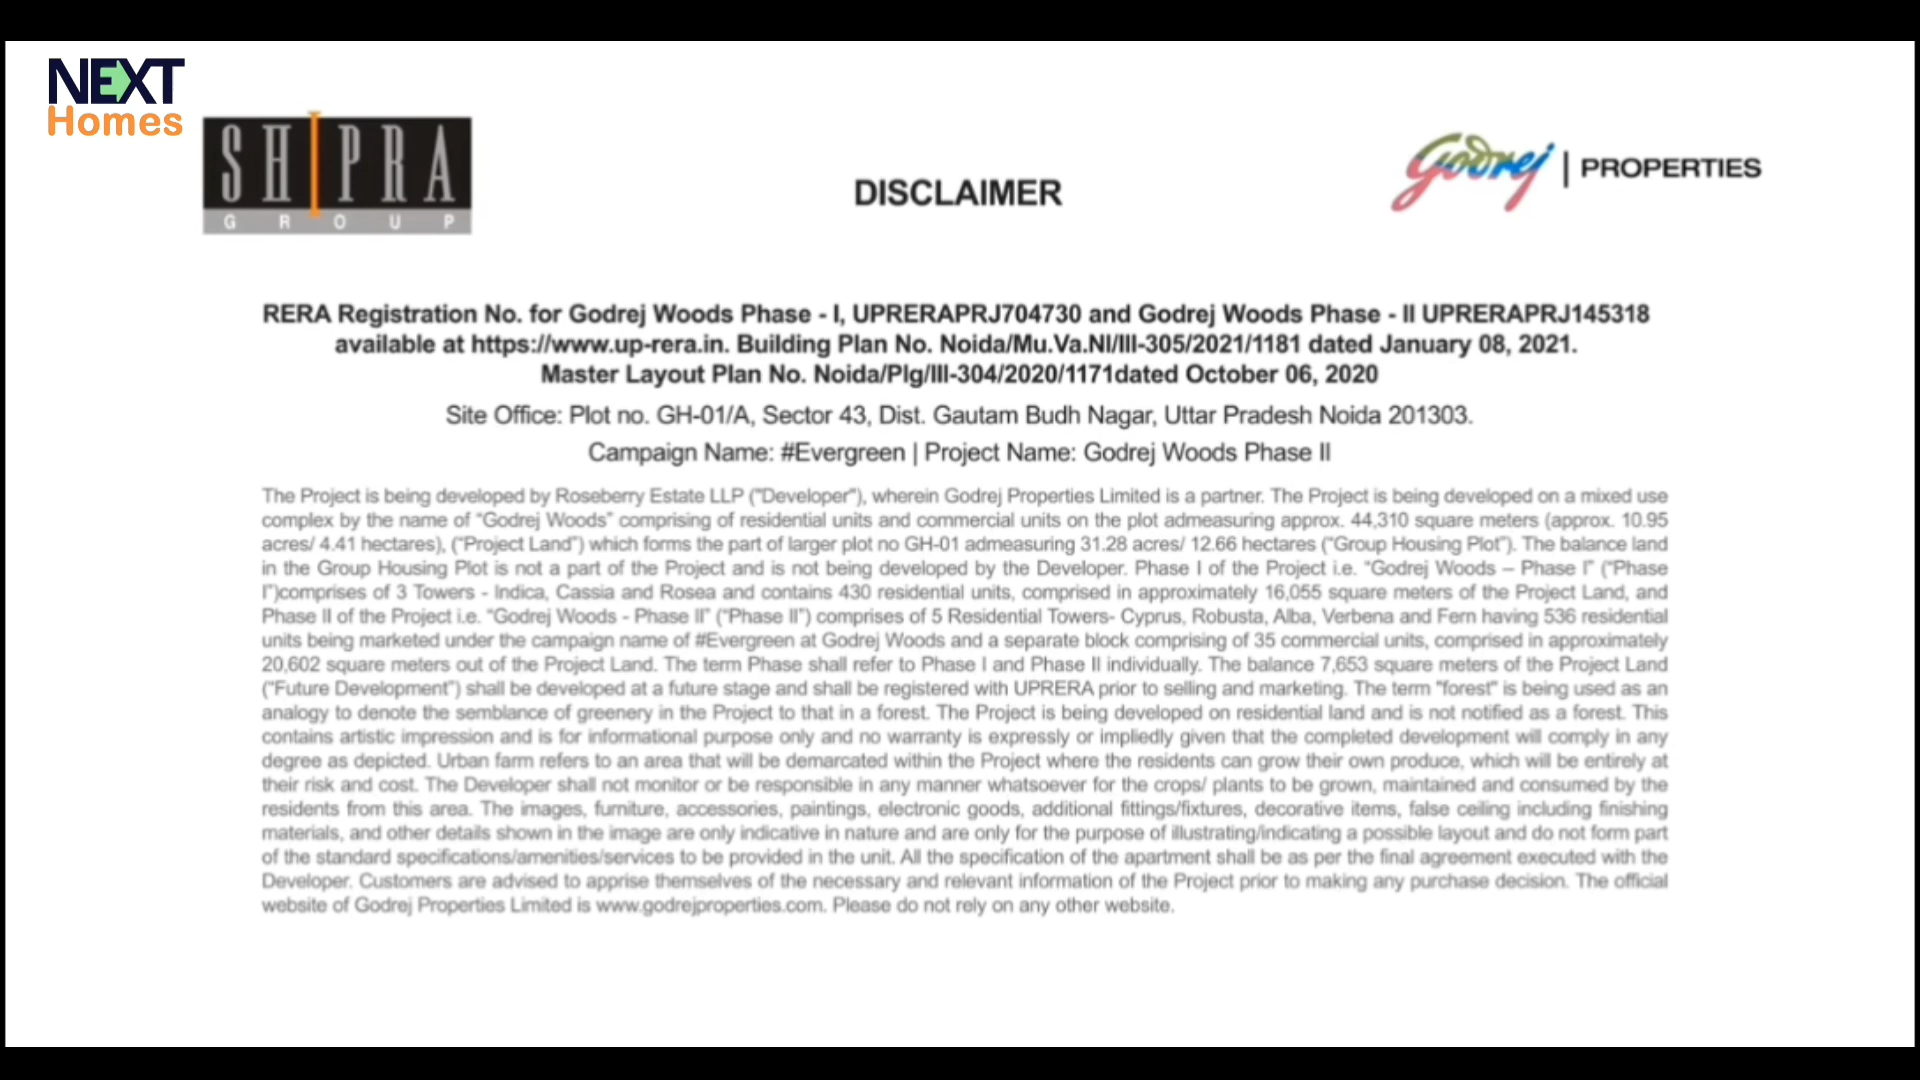 NEXT
Homes
SHIPRA
GROUP
DISCLAIMER
Godrej | PROPERTIES
RERA Registration No. for Godrej Woods Phase - I, UPRERAPRJ704730 and Godrej Woods Phase - II UPRERAPRJ145318
available at https://www.up-rera.in. Building Plan No. Noida/Mu.Va.NI/III-305/2021/1181 dated January 08, 2021.
Master Layout Plan No. Noida/Plg/III-304/2020/1171dated October 06, 2020
Site Office: Plot no. GH-01/A, Sector 43, Dist. Gautam Budh Nagar, Uttar Pradesh Noida 201303.
Campaign Name: #Evergreen | Project Name: Godrej Woods Phase II
The Project is being developed by Roseberry Estate LLP ("Developer"), wherein Godrej Properties Limited is a partner. The Project is being developed on a mixed use
complex by the name of “Godrej Woods” comprising of residential units and commercial units on the plot admeasuring approx. 44,310 square meters (approx. 10.95
acres/ 4.41 hectares), (“Project Land”) which forms the part of larger plot no GH-01 admeasuring 31.28 acres/ 12.66 hectares (“Group Housing Plot”). The balance land
in the Group Housing Plot is not a part of the Project and is not being developed by the Developer. Phase I of the Project i.e. “Godrej Woods – Phase I” (“Phase
I”)comprises of 3 Towers - Indica, Cassia and Rosea and contains 430 residential units, comprised in approximately 16,055 square meters of the Project Land, and
Phase II of the Project i.e. “Godrej Woods - Phase II” (“Phase II”) comprises of 5 Residential Towers- Cyprus, Robusta, Alba, Verbena and Fern having 536 residential
units being marketed under the campaign name of #Evergreen at Godrej Woods and a separate block comprising of 35 commercial units, comprised in approximately
20,602 square meters out of the Project Land. The term Phase shall refer to Phase I and Phase II individually. The balance 7,653 square meters of the Project Land
(“Future Development”) shall be developed at a future stage and shall be registered with UPRERA prior to selling and marketing. The term "forest" is being used as an
analogy to denote the semblance of greenery in the Project to that in a forest. The Project is being developed on residential land and is not notified as a forest. This
contains artistic impression and is for informational purpose only and no warranty is expressly or impliedly given that the completed development will comply in any
degree as depicted. Urban farm refers to an area that will be demarcated within the Project where the residents can grow their own produce, which will be entirely at
their risk and cost. The Developer shall not monitor or be responsible in any manner whatsoever for the crops/ plants to be grown, maintained and consumed by the
residents from this area. The images, furniture, accessories, paintings, electronic goods, additional fittings/fixtures, decorative items, false ceiling including finishing
materials, and other details shown in the image are only indicative in nature and are only for the purpose of illustrating/indicating a possible layout and do not form part
of the standard specifications/amenities/services to be provided in the unit. All the specification of the apartment shall be as per the final agreement executed with the
Developer. Customers are advised to apprise themselves of the necessary and relevant information of the Project prior to making any purchase decision. The official
website of Godrej Properties Limited is www.godrejproperties.com. Please do not rely on any other website.